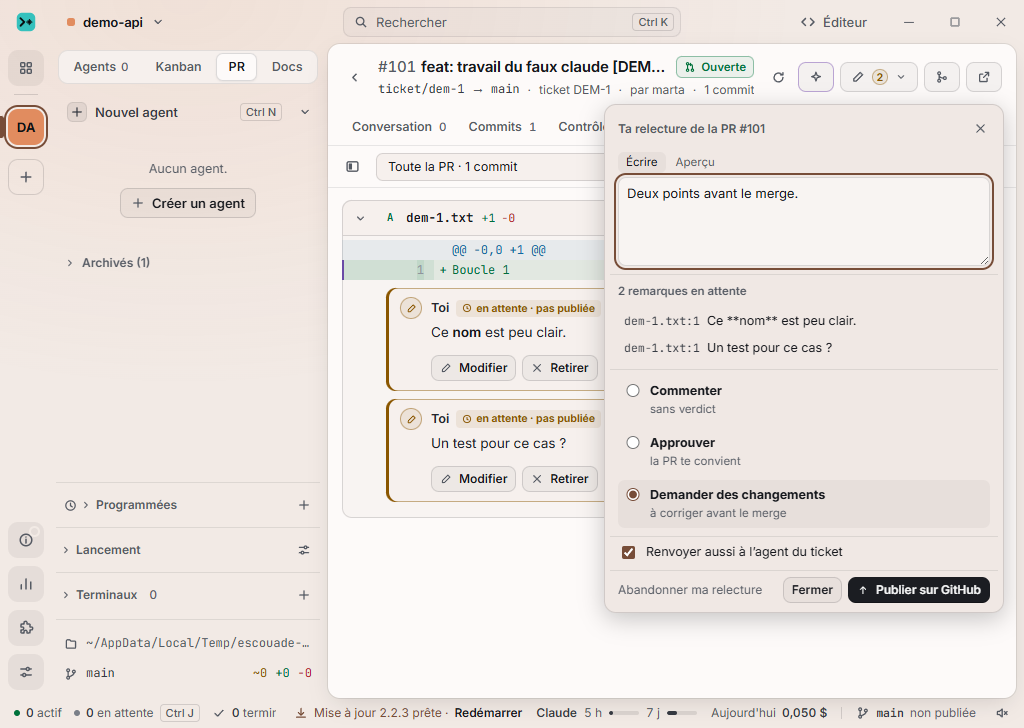 demo-api
Rechercher
Ctrl K
Éditeur
Agents 0
Kanban
PR
Docs
DA
Nouvel agent
Ctrl N
Aucun agent.
Créer un agent
Archivés (1)
Programmées
Lancement
Terminaux 0
~/AppData/Local/Temp/escouade-…
main
~0 +0 -0
#101 feat: travail du faux claude [DEM…
Ouverte
2
ticket/dem-1 → main · ticket DEM-1 · par marta · 1 commit
Conversation 0
Commits 1
Contrôl
Toute la PR · 1 commit
A dem-1.txt +1 -0
@@ -0,0 +1 @@
1 + Boucle 1
Toi
en attente · pas publiée
Ce nom est peu clair.
Modifier
Retirer
Toi
en attente · pas publiée
Un test pour ce cas ?
Modifier
Retirer
Ta relecture de la PR #101
Écrire
Aperçu
Deux points avant le merge.
2 remarques en attente
dem-1.txt:1 Ce **nom** est peu clair.
dem-1.txt:1 Un test pour ce cas ?
Commenter
sans verdict
Approuver
la PR te convient
Demander des changements
à corriger avant le merge
Renvoyer aussi à l'agent du ticket
Abandonner ma relecture
Fermer
Publier sur GitHub
0 actif
0 en attente
Ctrl J
0 termir
Mise à jour 2.2.3 prête · Redémarrer
Claude 5 h
7 j
Aujourd'hui 0,050 $
main non publiée